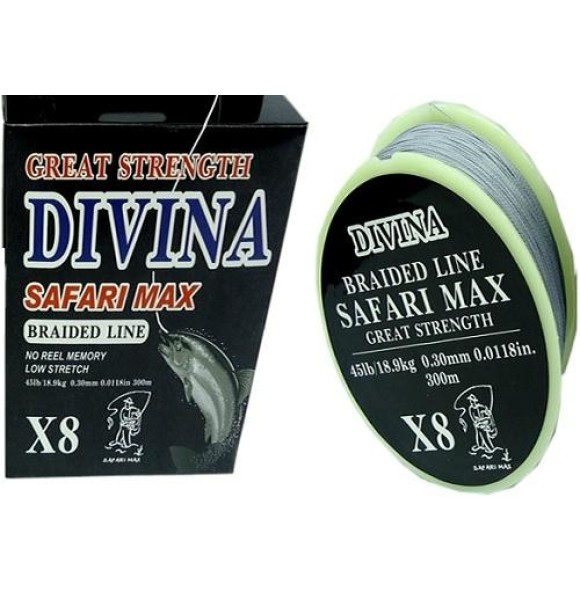 GREAT STRENGTH
DIVINA
SAFARI MAX
BRAIDED LINE
NO REEL MEMORY
LOW STRETCH
45lb/18.9kg 0.30mm 0.0118in 300m
X8
SAFARI MAX
DIVINA
BRAIDED LINE
SAFARI MAX
GREAT STRENGTH
45lb/18.9kg 0.30mm 0.0118in.
300m
X8
SAFARI MAX